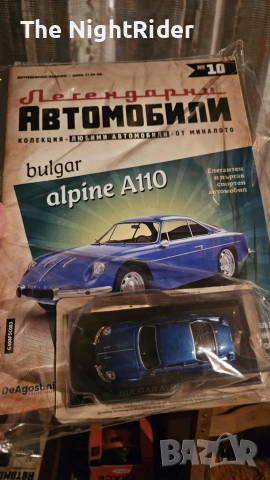 The NightRider
№ 10
Легендарни
АВТОМОБИЛИ
КОЛЕКЦИЯ • ЛЮБИМИ АВТОМОБИЛИ • ОТ МИНАЛОТО
bulgar
alpine A110
Елегантен
и пъргав
спортен
автомобил
GOODFOCUS
DeAgostini
BAZAR